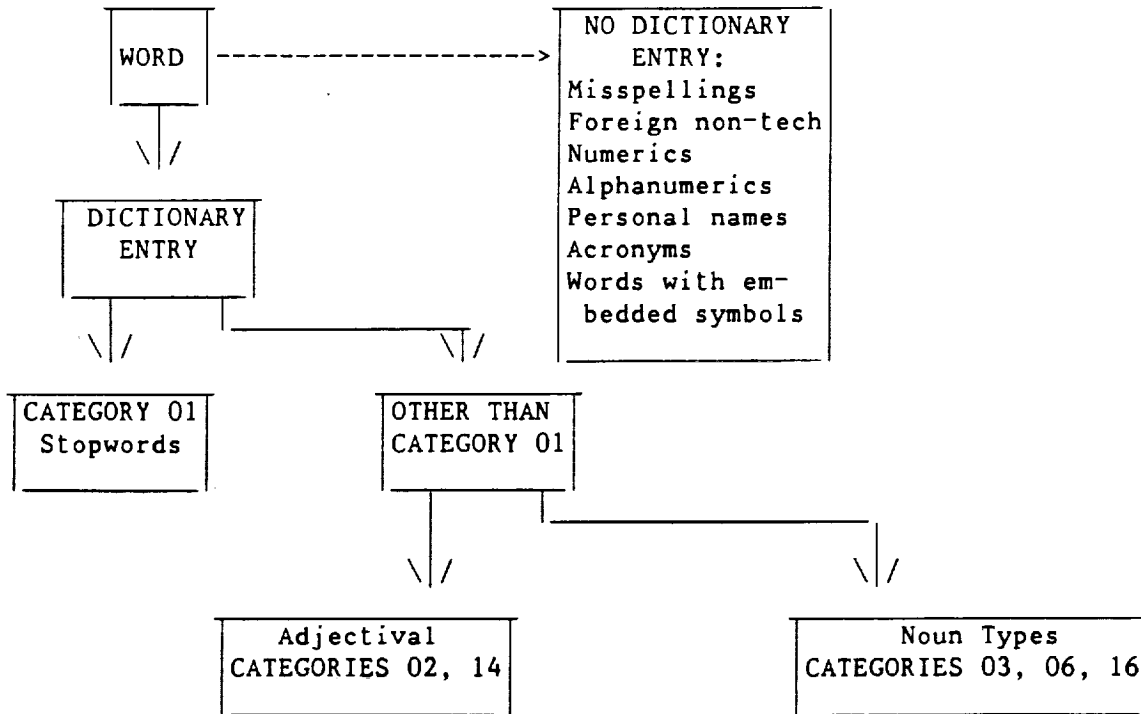 WORD
NO DICTIONARY
ENTRY:
Misspellings
Foreign non-tech
Numerics
Alphanumerics
Personal names
Acronyms
Words with em-
bedded symbols
DICTIONARY
ENTRY
CATEGORY 01
Stopwords
OTHER THAN
CATEGORY 01
Adjectival
CATEGORIES 02, 14
Noun Types
CATEGORIES 03, 06, 16